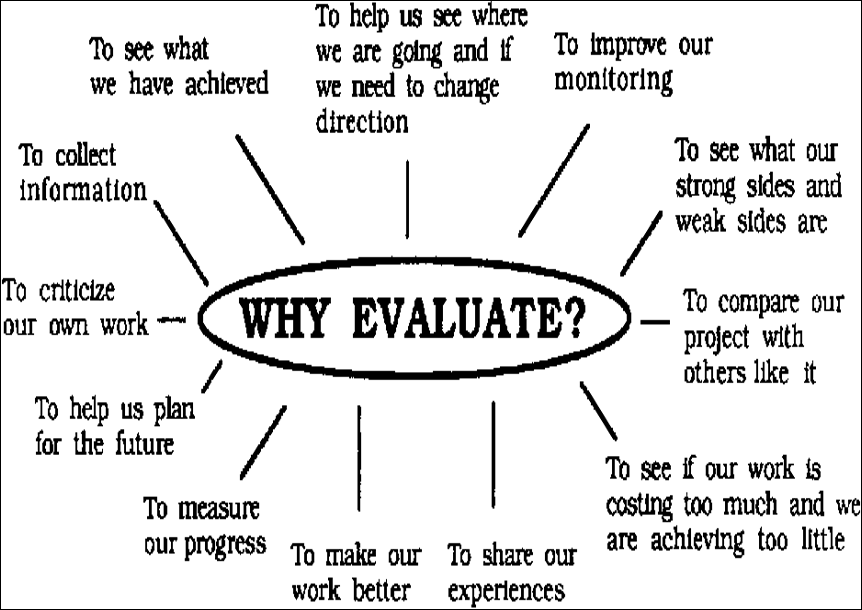 To help us see where
we are going and if
we need to change
direction
To see what
we have achieved
To improve our
monitoring
To collect
information
To see what our
strong sides and
weak sides are
To criticize
our own work
WHY EVALUATE?
To compare our
project with
others like it
To help us plan
for the future
To measure
our progress
To make our
work better
To share our
experiences
To see if our work is
costing too much and we
are achieving too little